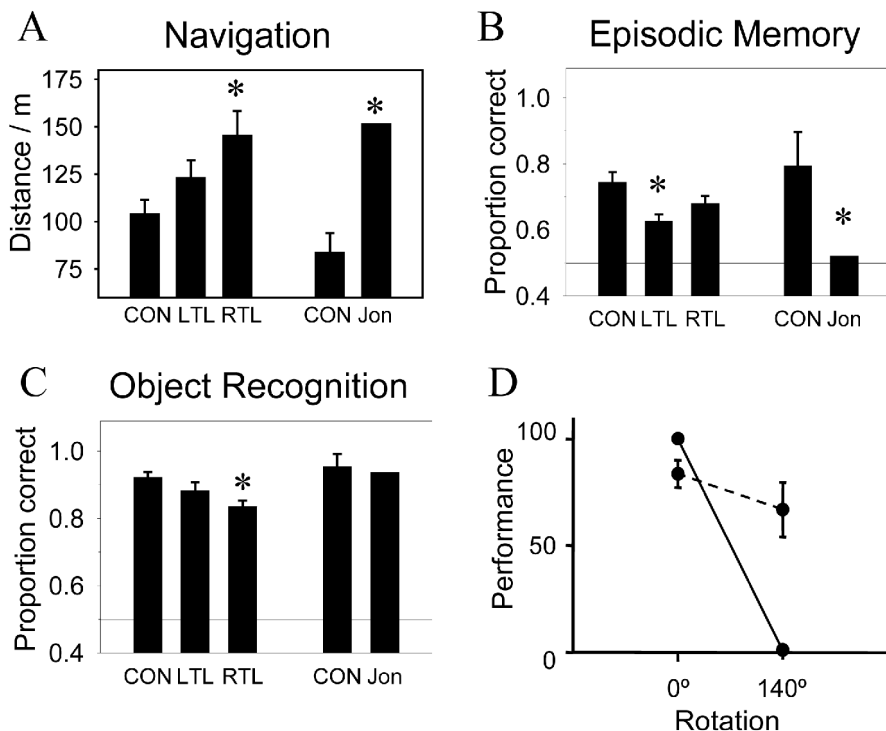 A
Navigation
Distance / m
175
150
125
100
75
*
*
CON LTL RTL
CON Jon
B
Episodic Memory
Proportion correct
1.0
0.8
0.6
0.4
*
*
CON LTL RTL
CON Jon
C
Object Recognition
Proportion correct
1.0
0.8
0.6
0.4
*
CON LTL RTL
CON Jon
D
Performance
100
50
0
0º
140º
Rotation